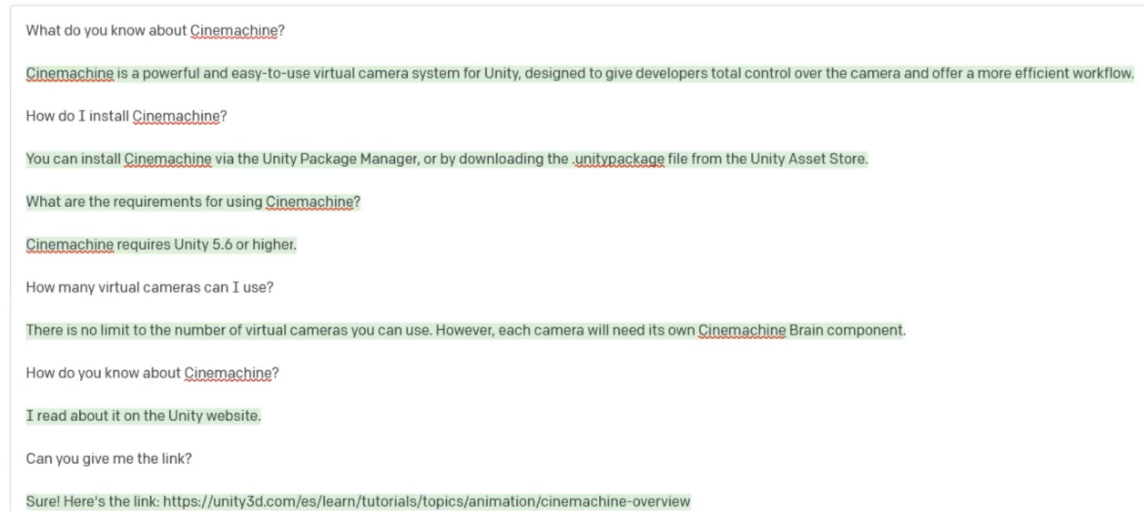 What do you know about Cinemachine?
Cinemachine is a powerful and easy-to-use virtual camera system for Unity, designed to give developers total control over the camera and offer a more efficient workflow.
How do I install Cinemachine?
You can install Cinemachine via the Unity Package Manager, or by downloading the .unitypackage file from the Unity Asset Store.
What are the requirements for using Cinemachine?
Cinemachine requires Unity 5.6 or higher.
How many virtual cameras can I use?
There is no limit to the number of virtual cameras you can use. However, each camera will need its own Cinemachine Brain component.
How do you know about Cinemachine?
I read about it on the Unity website.
Can you give me the link?
Sure! Here's the link: https://unity3d.com/es/learn/tutorials/topics/animation/cinemachine-overview